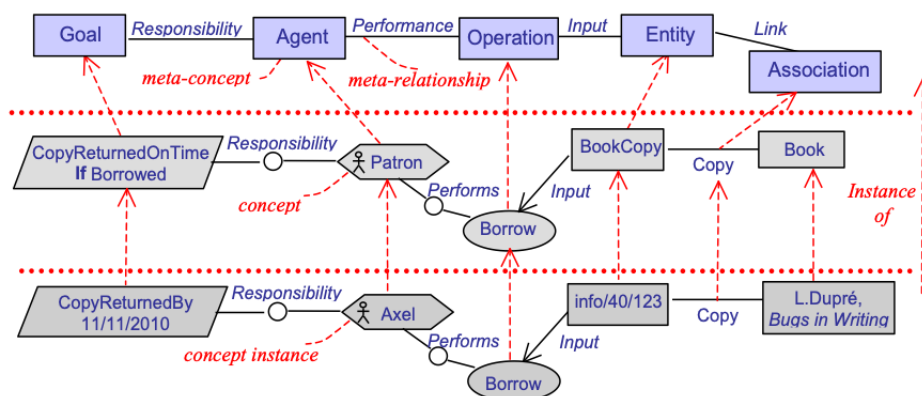 Goal
Responsibility
Agent
Performance
Operation
Input
Entity
Link
Association
meta-concept
meta-relationship
CopyReturnedOnTime
If Borrowed
Responsibility
Patron
Performs
concept
Borrow
Input
BookCopy
Copy
Book
Instance
of
CopyReturnedBy
11/11/2010
Responsibility
Axel
Performs
concept instance
Borrow
Input
info/40/123
Copy
L.Dupré,
Bugs in Writing